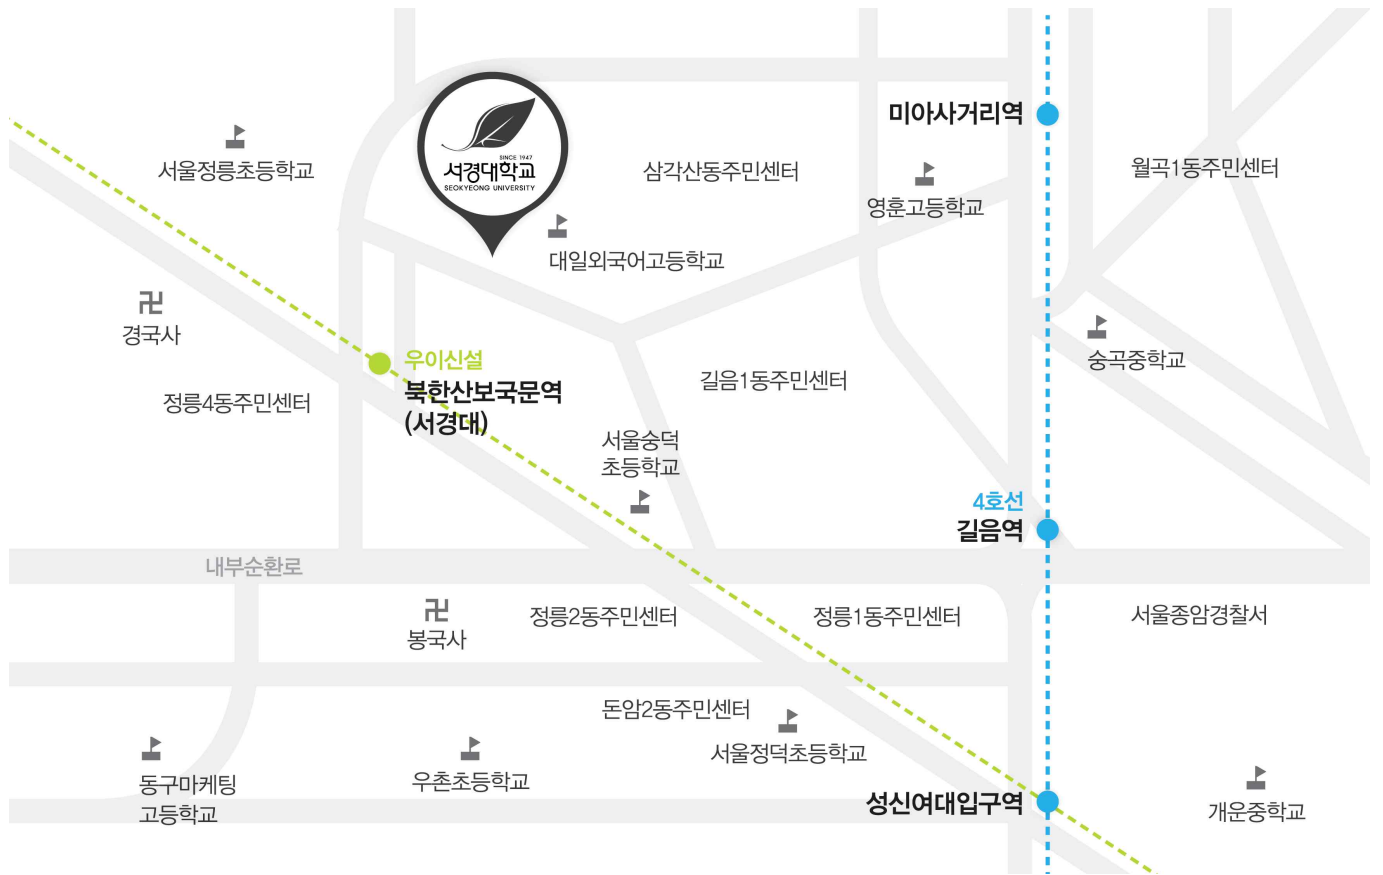 미아사거리역
서울정릉초등학교
SINCE 1947
서경대학교
SEOKYEONG UNIVERSITY
삼각산동주민센터
월곡1동주민센터
영훈고등학교
대일외국어고등학교
경국사
숭곡중학교
우이신설
북한산보국문역
(서경대)
길음1동주민센터
정릉4동주민센터
서울숭덕
초등학교
4호선
길음역
내부순환로
봉국사
정릉2동주민센터
정릉1동주민센터
서울종암경찰서
돈암2동주민센터
서울정덕초등학교
동구마케팅
고등학교
우촌초등학교
성신여대입구역
개운중학교